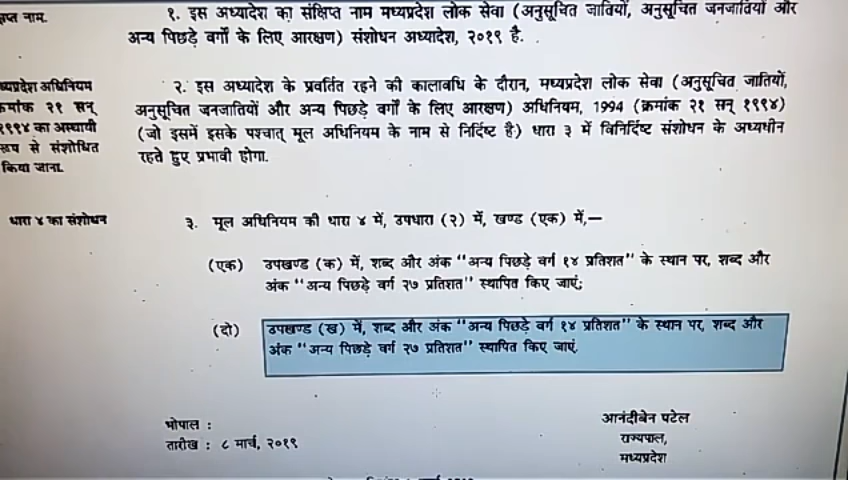 क्षिप्त नाम.
१. इस अध्यादेश का संक्षिप्त नाम मध्यप्रदेश लोक सेवा (अनुसूचित जातियों, अनुसूचित जनजातियों और
अन्य पिछड़े वर्गों के लिए आरक्षण) संशोधन अध्यादेश, २०१९ है.
ध्यप्रदेश अधिनियम
क्रमांक २१ सन्
१९९४ का अस्थायी
रूप से संशोधित
किया जाना.
२. इस अध्यादेश के प्रवर्तित रहने की कालावधि के दौरान, मध्यप्रदेश लोक सेवा (अनुसूचित जातियों,
अनुसूचित जनजातियों और अन्य पिछड़े वर्गों के लिए आरक्षण) अधिनियम, 1994 (क्रमांक २१ सन् १९९४)
(जो इसमें इसके पश्चात् मूल अधिनियम के नाम से निर्दिष्ट है) धारा ३ में विनिर्दिष्ट संशोधन के अध्यधीन
रहते हुए प्रभावी होगा.
धारा ४ का संशोधन
३. मूल अधिनियम की धारा ४ में, उपधारा (२) में, खण्ड (एक) में,—
(एक) उपखण्ड (क) में, शब्द और अंक "अन्य पिछड़े वर्ग १४ प्रतिशत" के स्थान पर, शब्द और
अंक "अन्य पिछड़े वर्ग २७ प्रतिशत" स्थापित किए जाएं;
(दो) उपखण्ड (ख) में, शब्द और अंक "अन्य पिछड़े वर्ग १४ प्रतिशत" के स्थान पर, शब्द और
अंक "अन्य पिछड़े वर्ग २७ प्रतिशत" स्थापित किए जाएं.
भोपाल :
तारीख : ८ मार्च, २०१९
आनंदीबेन पटेल
राज्यपाल,
मध्यप्रदेश